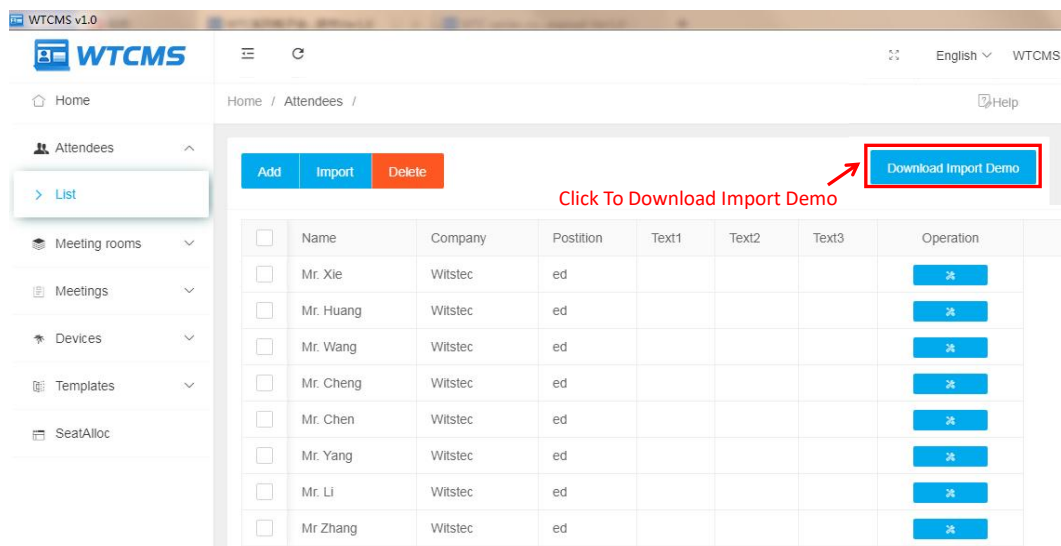 WTCMS v1.0
WTCMS
English
WTCMS
Home
Home / Attendees /
Help
Attendees
Add
Import
Delete
Download Import Demo
Click To Download Import Demo
List
Name Company Postition Text1 Text2 Text3 Operation
Meeting rooms
Mr. Xie Witstec ed
Meetings
Mr. Huang Witstec ed
Devices
Mr. Wang Witstec ed
Templates
Mr. Cheng Witstec ed
SeatAlloc
Mr. Chen Witstec ed
Mr. Yang Witstec ed
Mr. Li Witstec ed
Mr Zhang Witstec ed